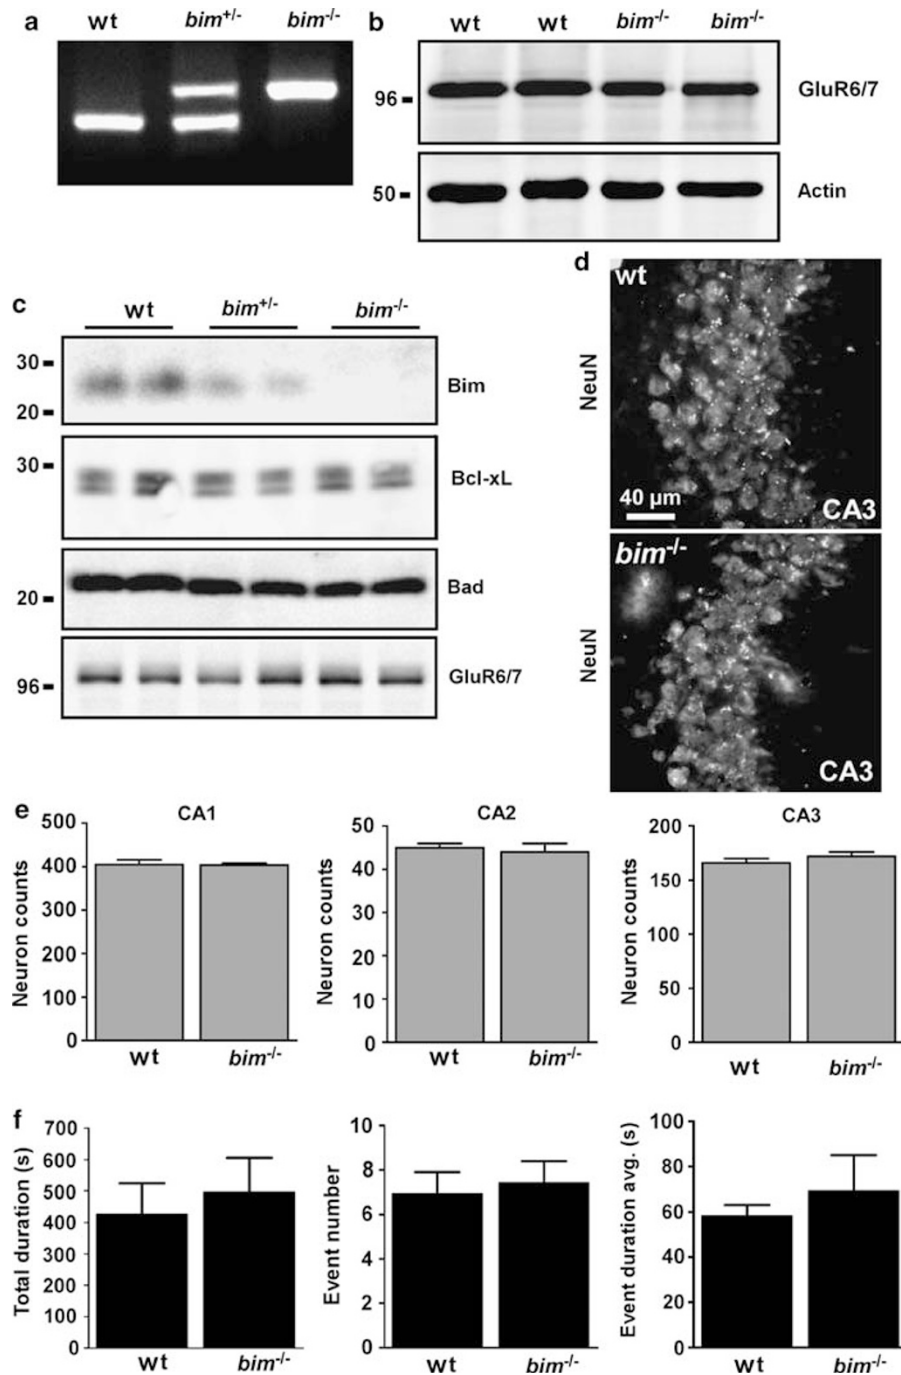 a
wt bim+/- bim-/-
b
wt wt bim-/- bim-/-
96
GluR6/7
50
Actin
c
wt bim+/- bim-/-
30
20
Bim
30
Bcl-xL
20
Bad
96
GluR6/7
d
wt
NeuN
40 µm
CA3
bim-/-
NeuN
CA3
e
CA1
Neuron counts
500
400
300
200
100
0
wt bim-/-
CA2
Neuron counts
50
40
30
20
10
0
wt bim-/-
CA3
Neuron counts
200
150
100
50
0
wt bim-/-
f
Total duration (s)
700
600
500
400
300
200
100
0
wt bim-/-
Event number
10
8
6
4
2
0
wt bim-/-
Event duration avg. (s)
100
80
60
40
20
0
wt bim-/-